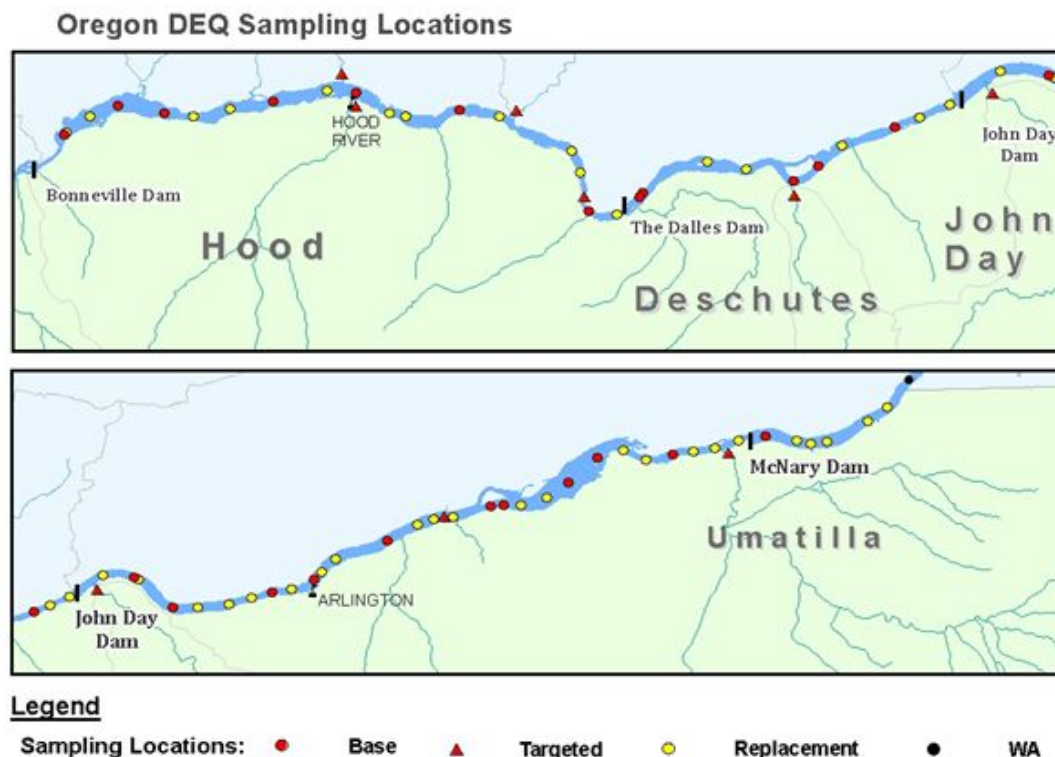 Oregon DEQ Sampling Locations
HOOD
RIVER
Bonneville Dam
Hood
The Dalles Dam
Deschutes
John Day
Dam
John
Day
McNary Dam
Umatilla
ARLINGTON
John Day
Dam
Legend
Sampling Locations: Base Targeted Replacement WA